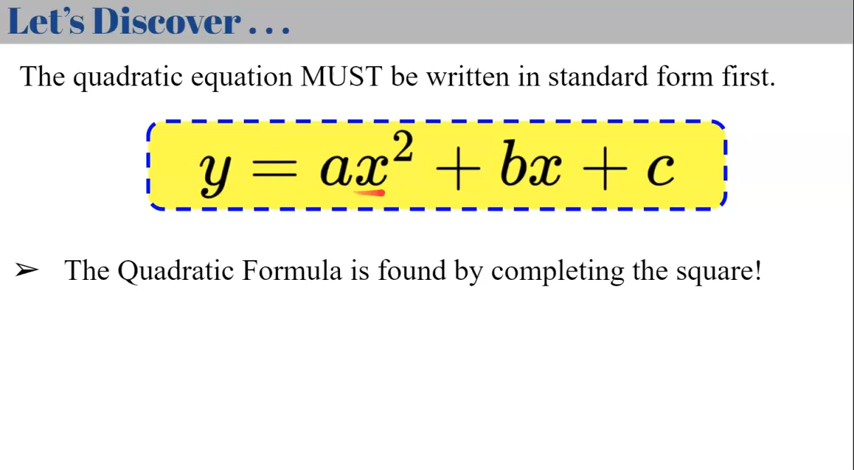 Let's Discover . . .
The quadratic equation MUST be written in standard form first.
y = ax² + bx + c
➢ The Quadratic Formula is found by completing the square!